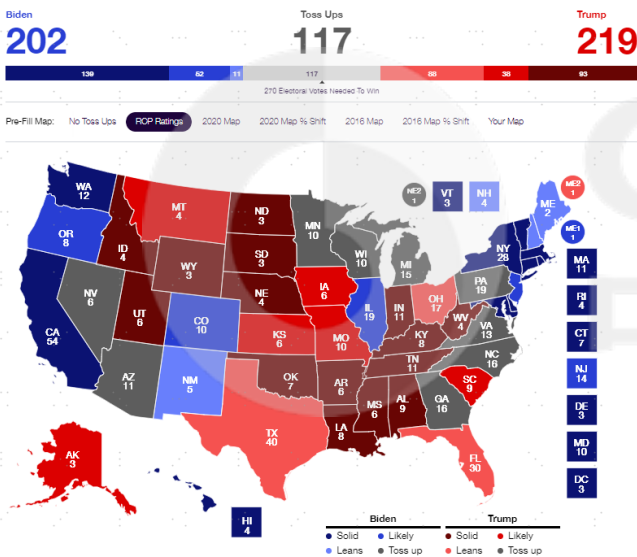 Biden
Toss Ups
Trump
202
117
219
139
52
11
117
88
38
93
270 Electoral Votes Needed To Win
Pre-Fill Map:
No Toss Ups
RCP Ratings
2020 Map
2020 Map % Shift
2016 Map
2016 Map % Shift
Your Map
WA
12
OR
8
CA
54
NV
6
ID
4
MT
4
WY
3
UT
6
AZ
11
CO
10
NM
5
ND
3
SD
3
NE
4
KS
6
OK
7
TX
40
MN
10
IA
6
MO
10
AR
6
LA
8
WI
10
IL
19
MI
15
IN
11
OH
17
KY
8
TN
11
MS
6
AL
9
GA
16
FL
30
SC
9
NC
16
VA
13
WV
4
PA
19
NY
28
ME
2
NE2
1
VT
3
NH
4
ME2
1
ME1
1
MA
11
RI
4
CT
7
NJ
14
DE
3
MD
10
DC
3
AK
3
HI
4
Biden
Trump
Solid
Likely
Solid
Likely
Leans
Toss up
Leans
Toss up